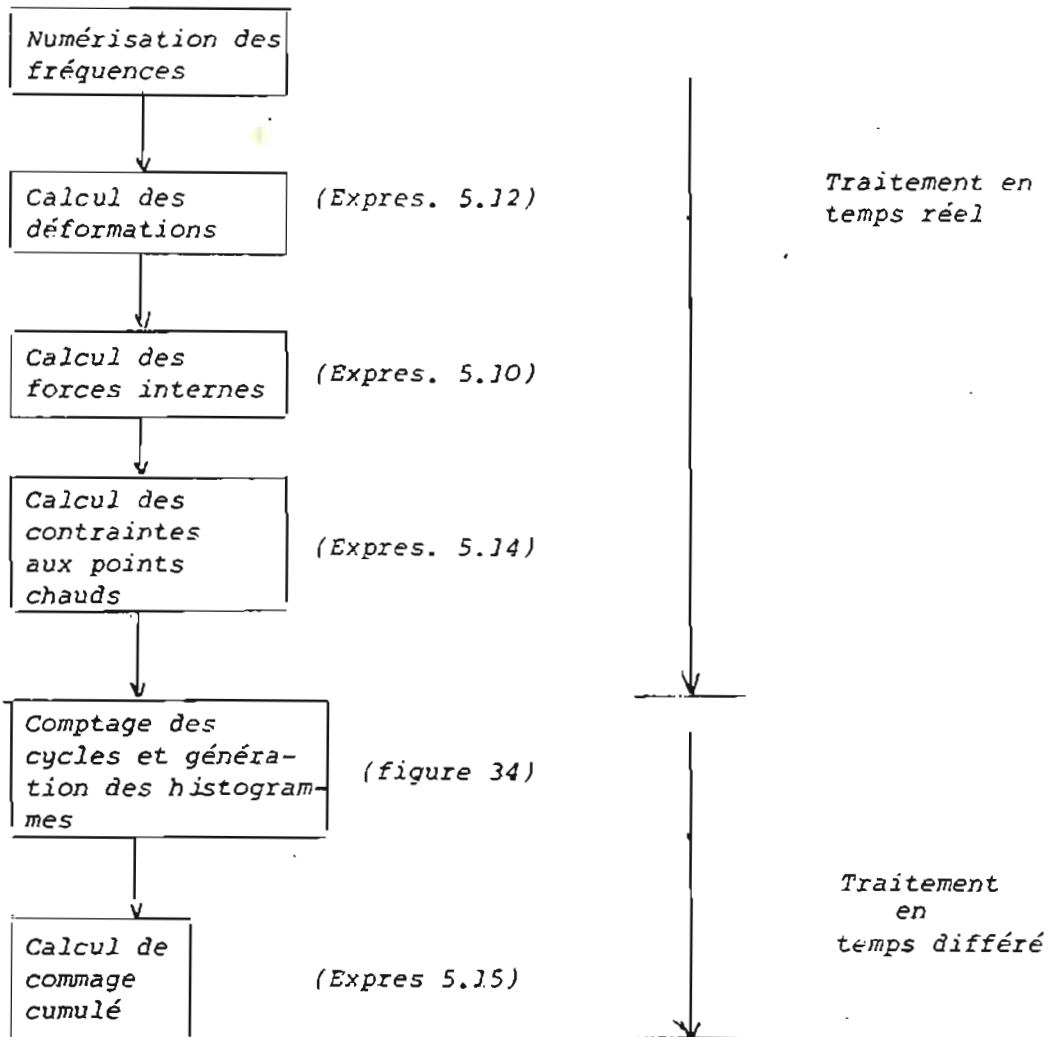 Numérisation des
fréquences
Calcul des
déformations
(Expres. 5.12)
Traitement en
temps réel
Calcul des
forces internes
(Expres. 5.10)
Calcul des
contraintes
aux points
chauds
(Expres. 5.14)
Comptage des
cycles et généra-
tion des histogram-
mes
(figure 34)
Calcul de
commage
cumulé
(Expres 5.15)
Traitement
en
temps différé